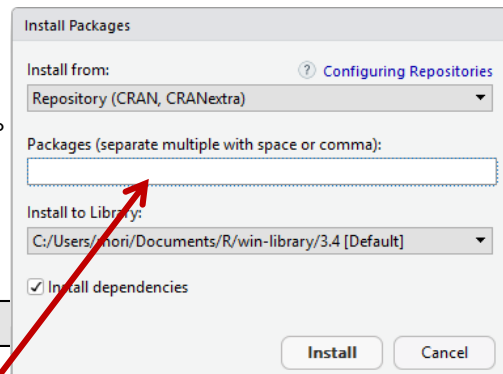 Install Packages
Install from:
? Configuring Repositories
Repository (CRAN, CRANextra)
Packages (separate multiple with space or comma):
Install to Library:
C:/Users/mori/Documents/R/win-library/3.4 [Default]
Install dependencies
Install
Cancel